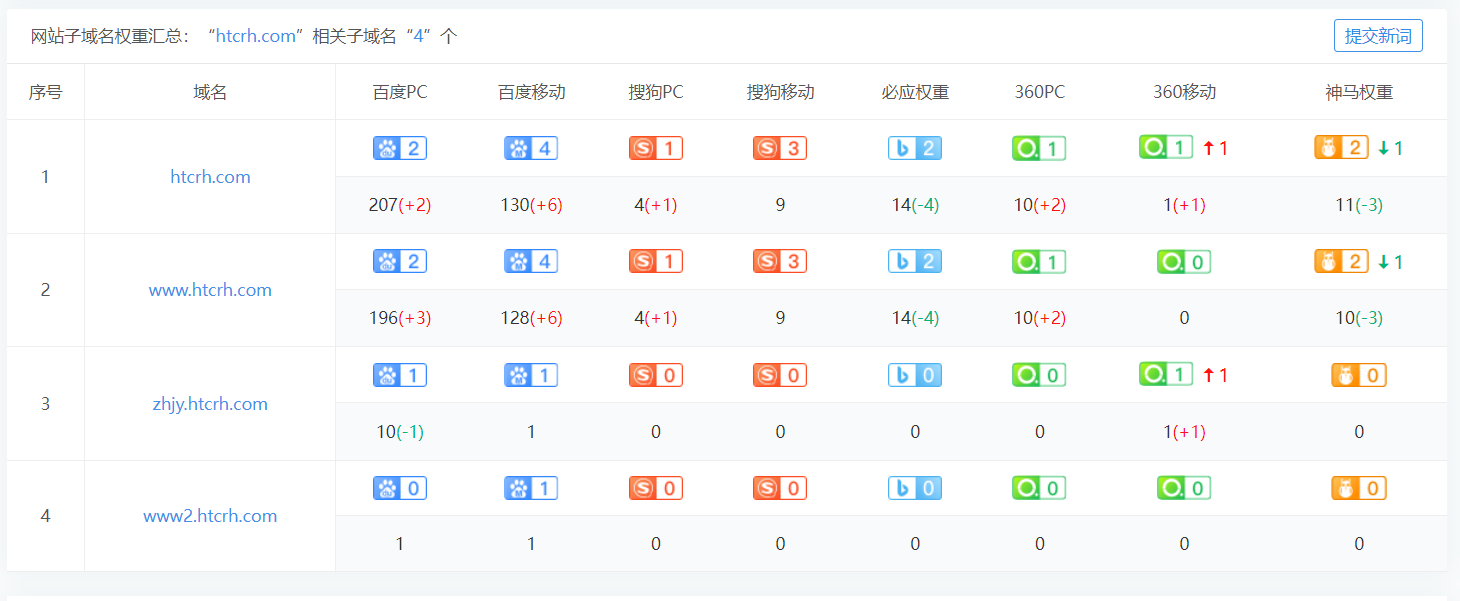 网站子域名权重汇总：“htcrh.com”相关子域名“4”个 提交新词
序号 域名 百度PC 百度移动 搜狗PC 搜狗移动 必应权重 360PC 360移动 神马权重
2 4 1 3 2 1 1 ↑1 2 ↓1
1 htcrh.com
207(+2) 130(+6) 4(+1) 9 14(-4) 10(+2) 1(+1) 11(-3)
2 4 1 3 2 1 0 2 ↓1
2 www.htcrh.com
196(+3) 128(+6) 4(+1) 9 14(-4) 10(+2) 0 10(-3)
1 1 0 0 0 0 1 ↑1 0
3 zhjy.htcrh.com
10(-1) 1 0 0 0 0 1(+1) 0
0 1 0 0 0 0 0 0
4 www2.htcrh.com
1 1 0 0 0 0 0 0